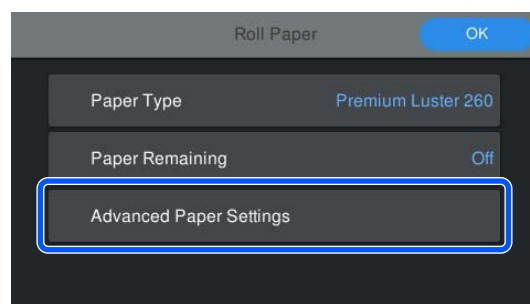 Roll Paper OK
Paper Type Premium Luster 260
Paper Remaining Off
Advanced Paper Settings